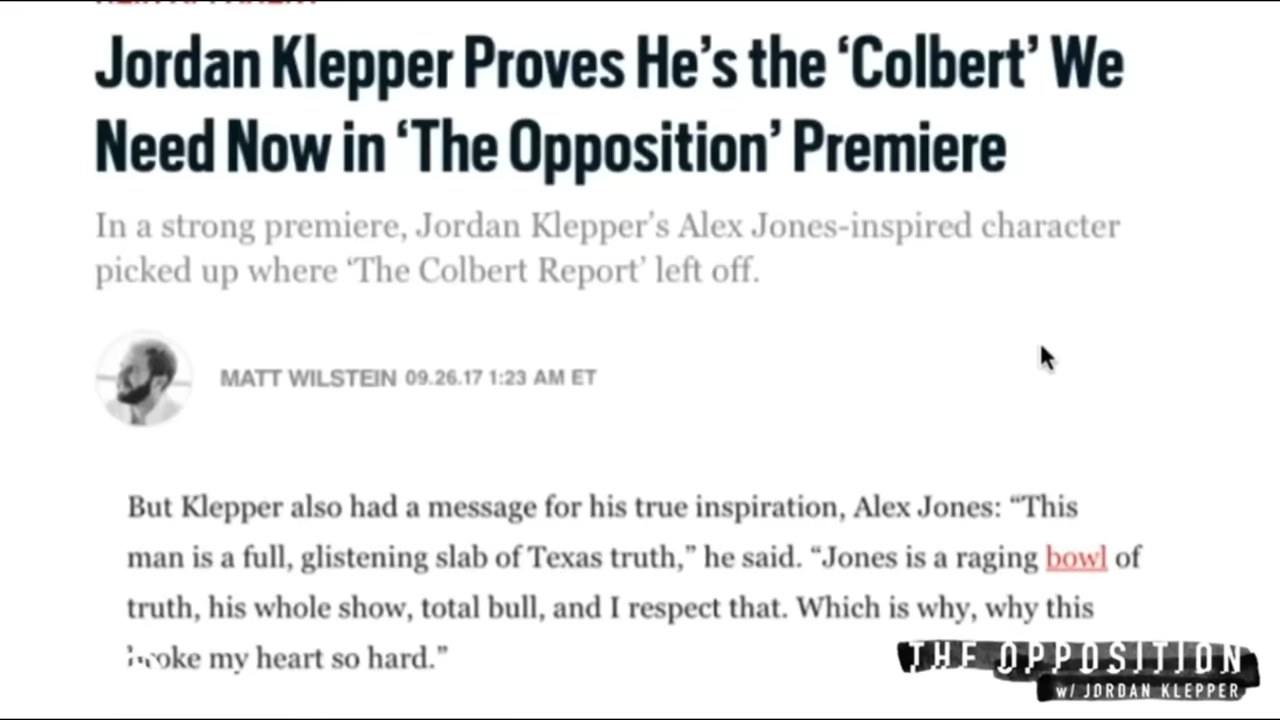 Jordan Klepper Proves He’s the ‘Colbert’ We
Need Now in ‘The Opposition’ Premiere
In a strong premiere, Jordan Klepper’s Alex Jones-inspired character
picked up where ‘The Colbert Report’ left off.
MATT WILSTEIN 09.26.17 1:23 AM ET
But Klepper also had a message for his true inspiration, Alex Jones: “This
man is a full, glistening slab of Texas truth,” he said. “Jones is a raging bowl of
truth, his whole show, total bull, and I respect that. Which is why, why this
my heart so hard.”
THE OPPOSITION
w/ JORDAN KLEPPER